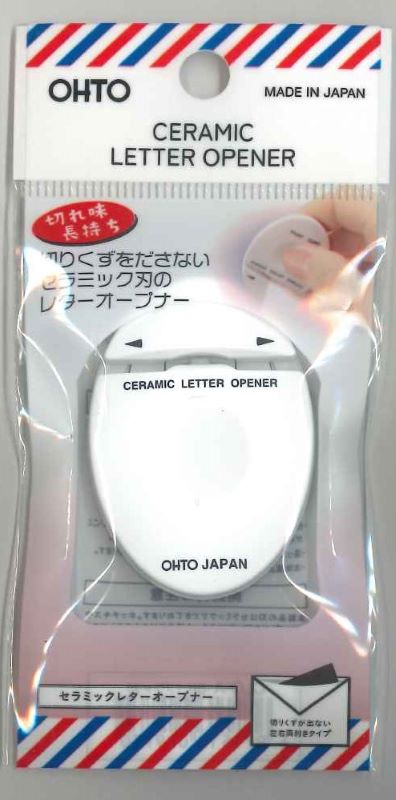 OHTO
MADE IN JAPAN
CERAMIC
LETTER OPENER
切れ味
長持ち
切りくずをださない
セラミック刃の
レターオープナー
CERAMIC LETTER OPENER
OHTO JAPAN
セラミックレターオープナー
切りくずが出ない
左右両利きタイプ